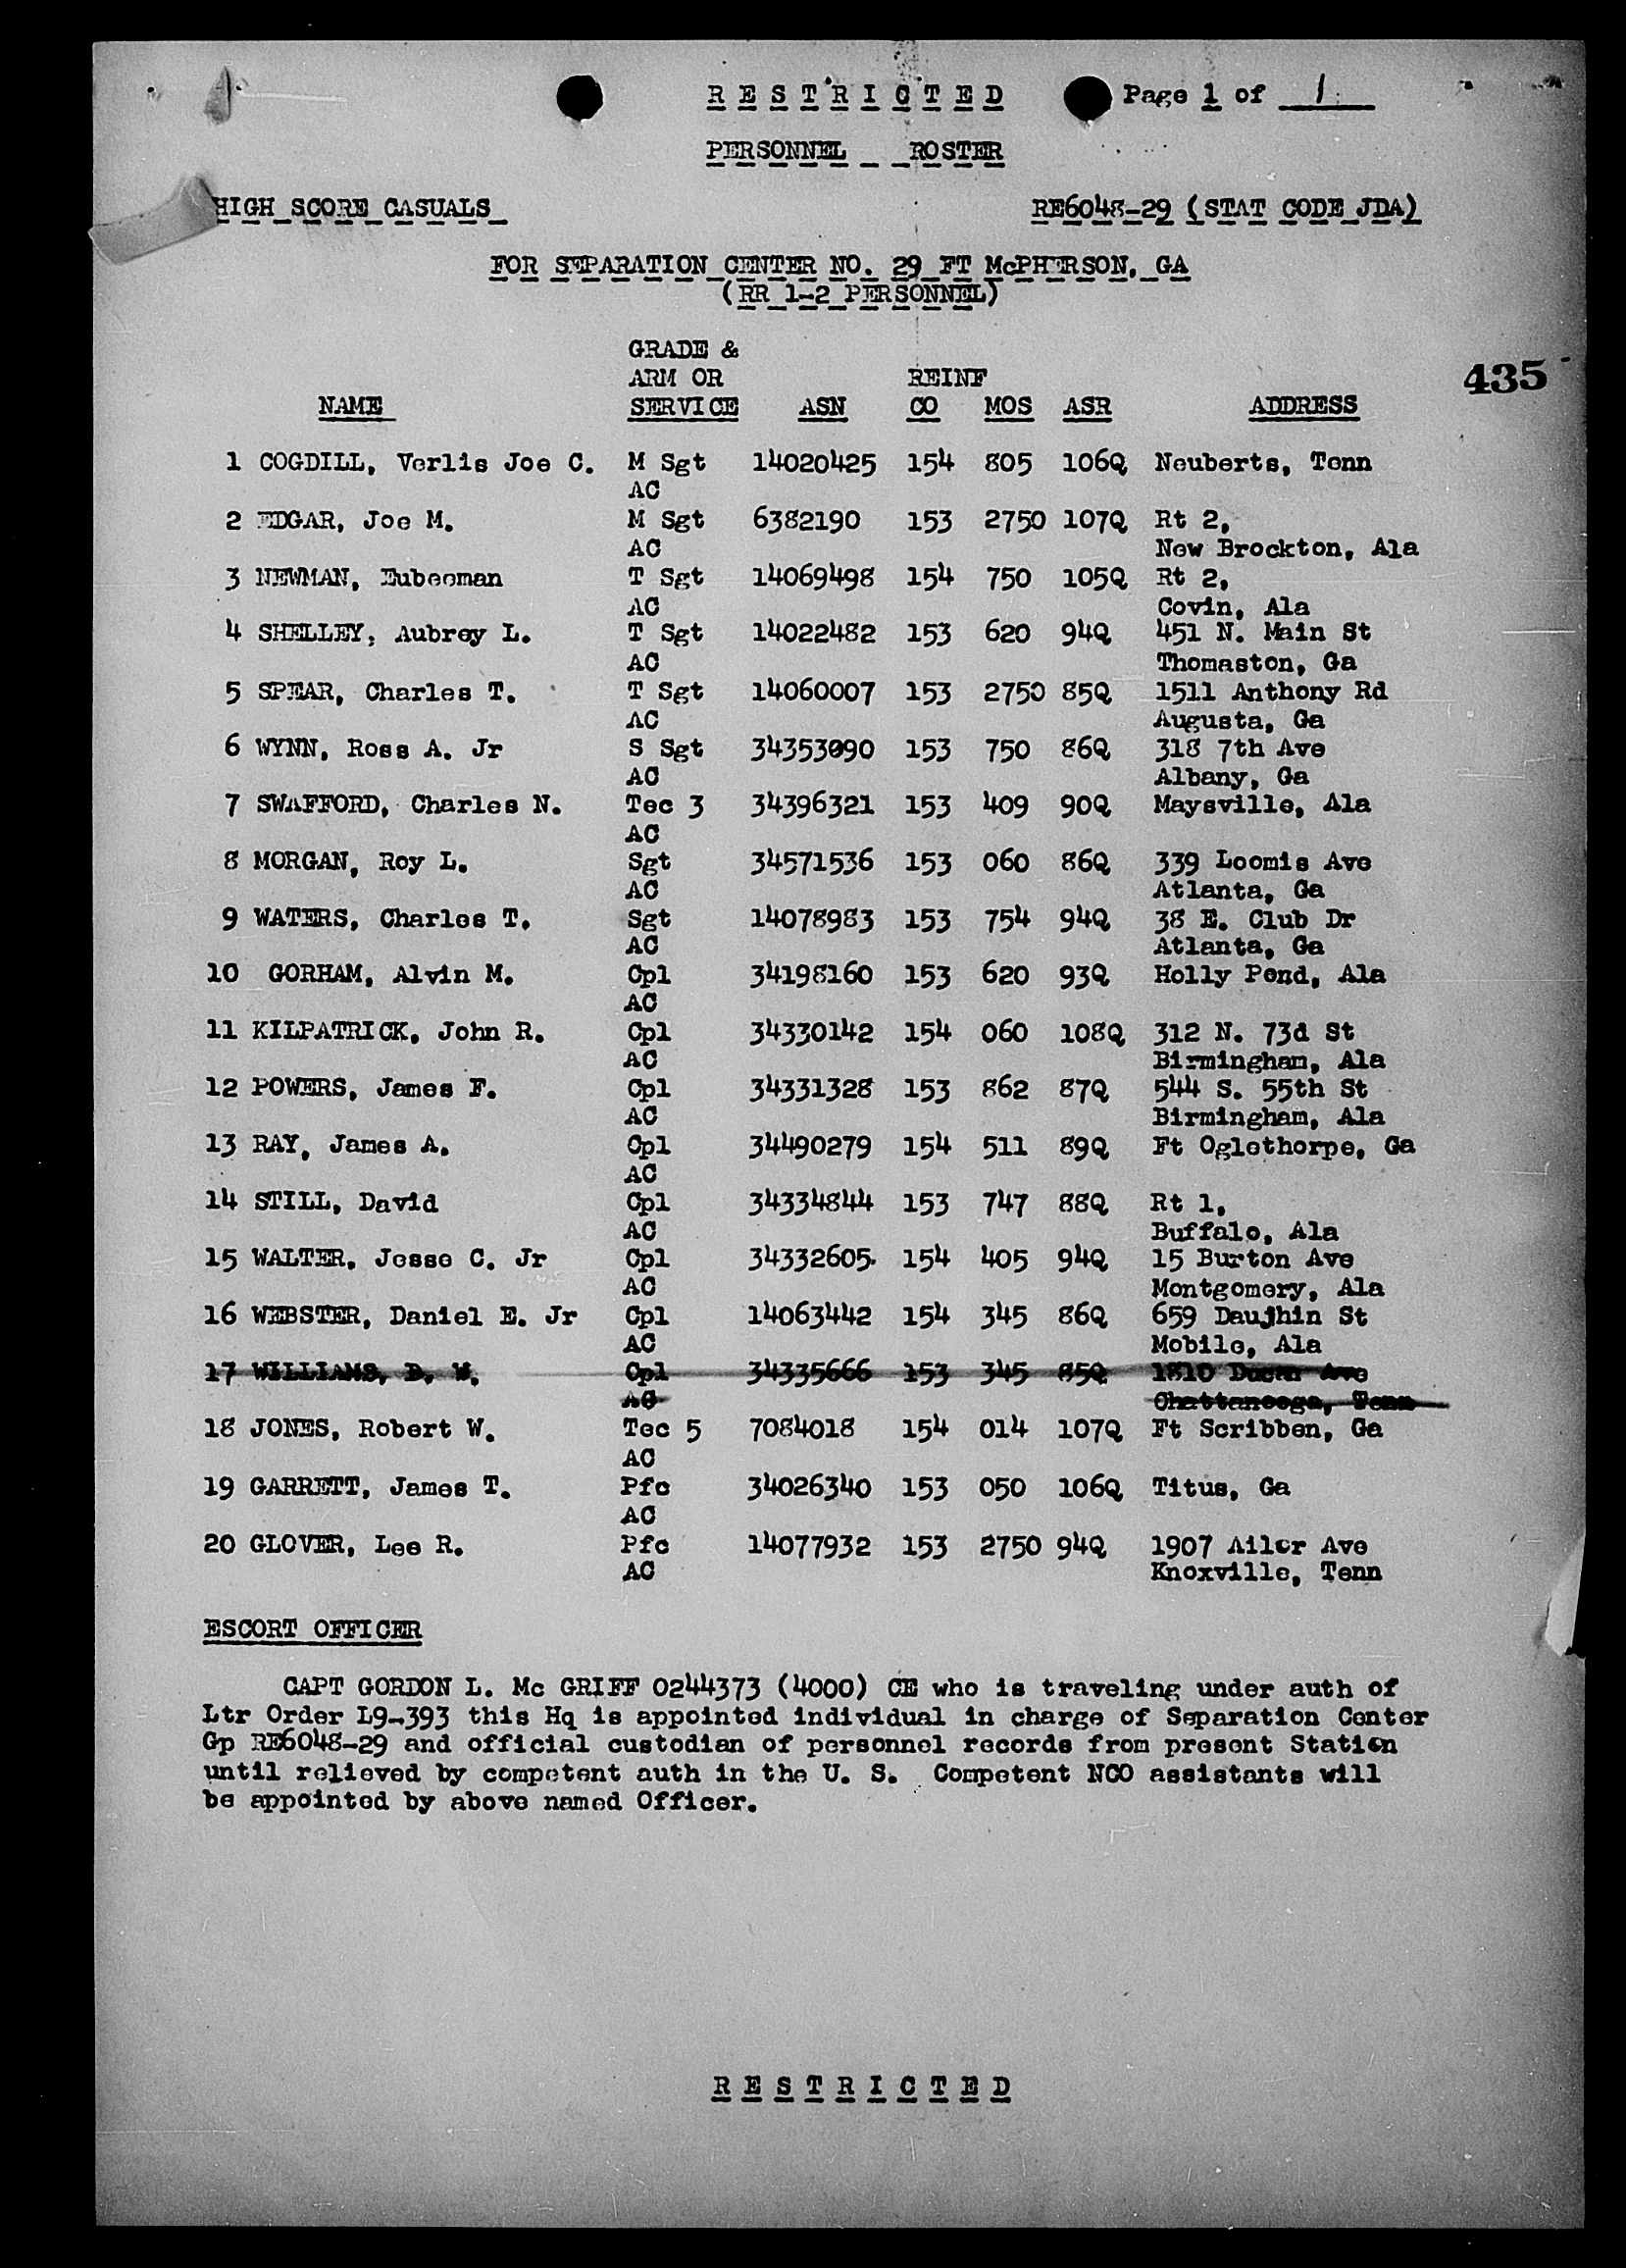 RESTRICTED Page 1 of 1
PERSONNEL ROSTER
HIGH SCORE CASUALS RE6048-29 (STAT CODE JDA)
FOR SEPARATION CENTER NO. 29 FT McPHERSON, GA
(RR 1-2 PERSONNEL)
GRADE &
ARM OR REINF
435
NAME SERVICE ASN CO MOS ASR ADDRESS
1 COGDILL, Verlis Joe C. M Sgt 14020425 154 805 106Q Neuberts, Tenn
AC
2 EDGAR, Joe M. M Sgt 6382190 153 2750 107Q Rt 2,
AC New Brockton, Ala
3 NEWMAN, Eubeoman T Sgt 14069498 154 750 105Q Rt 2,
AC Covin, Ala
4 SHELLEY, Aubrey L. T Sgt 14022482 153 620 94Q 451 N. Main St
AC Thomaston, Ga
5 SPEAR, Charles T. T Sgt 14060007 153 2750 85Q 1511 Anthony Rd
AC Augusta, Ga
6 WYNN, Ross A. Jr S Sgt 34353090 153 750 86Q 318 7th Ave
AC Albany, Ga
7 SWAFFORD, Charles N. Tec 3 34396321 153 409 90Q Maysville, Ala
AC
8 MORGAN, Roy L. Sgt 34571536 153 060 86Q 339 Loomis Ave
AC Atlanta, Ga
9 WATERS, Charles T. Sgt 14078983 153 754 94Q 38 E. Club Dr
AC Atlanta, Ga
10 GORHAM, Alvin M. Cpl 34198160 153 620 93Q Holly Pond, Ala
AC
11 KILPATRICK, John R. Cpl 34330142 154 060 108Q 312 N. 73d St
AC Birmingham, Ala
12 POWERS, James F. Cpl 34331328 153 862 87Q 544 S. 55th St
AC Birmingham, Ala
13 RAY, James A. Cpl 34490279 154 511 89Q Ft Oglethorpe, Ga
AC
14 STILL, David Cpl 34334844 153 747 88Q Rt 1,
AC Buffalo, Ala
15 WALTER, Jesse C. Jr Cpl 34332605 154 405 94Q 15 Burton Ave
AC Montgomery, Ala
16 WEBSTER, Daniel E. Jr Cpl 14063442 154 345 86Q 659 Daujhin St
AC Mobile, Ala
17 WILLIAMS, D. W. Cpl 34335666 153 345 85Q 1810 Ave
AC Chattanooga, Tenn
18 JONES, Robert W. Tec 5 7084018 154 014 107Q Ft Scribben, Ga
AC
19 GARRETT, James T. Pfc 34026340 153 050 106Q Titus, Ga
AC
20 GLOVER, Lee R. Pfc 14077932 153 2750 94Q 1907 Ailor Ave
AC Knoxville, Tenn
ESCORT OFFICER
CAPT GORDON L. Mc GRIFF 0244373 (4000) CE who is traveling under auth of
Ltr Order L9-393 this Hq is appointed individual in charge of Separation Center
Gp RE6048-29 and official custodian of personnel records from present Station
until relieved by competent auth in the U. S. Competent NCO assistants will
be appointed by above named Officer.
RESTRICTED